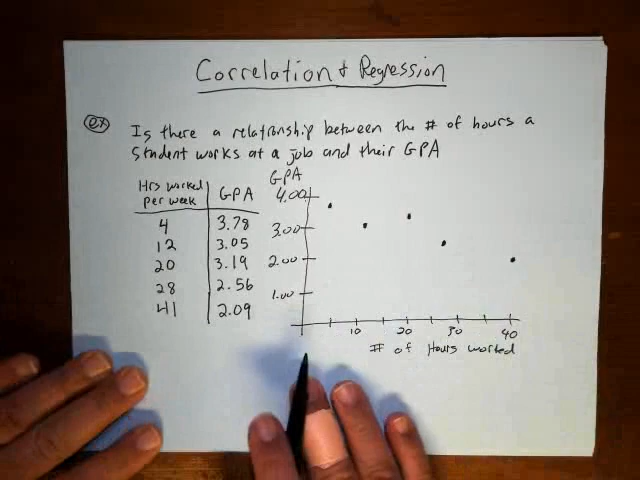 Correlation & Regression
ex Is there a relationship between the # of hours a
student works at a job and their GPA
Hrs worked per week GPA
4 3.78
12 3.05
20 3.19
28 2.56
41 2.09
GPA
4.00
3.00
2.00
1.00
10 20 30 40
# of Hours worked